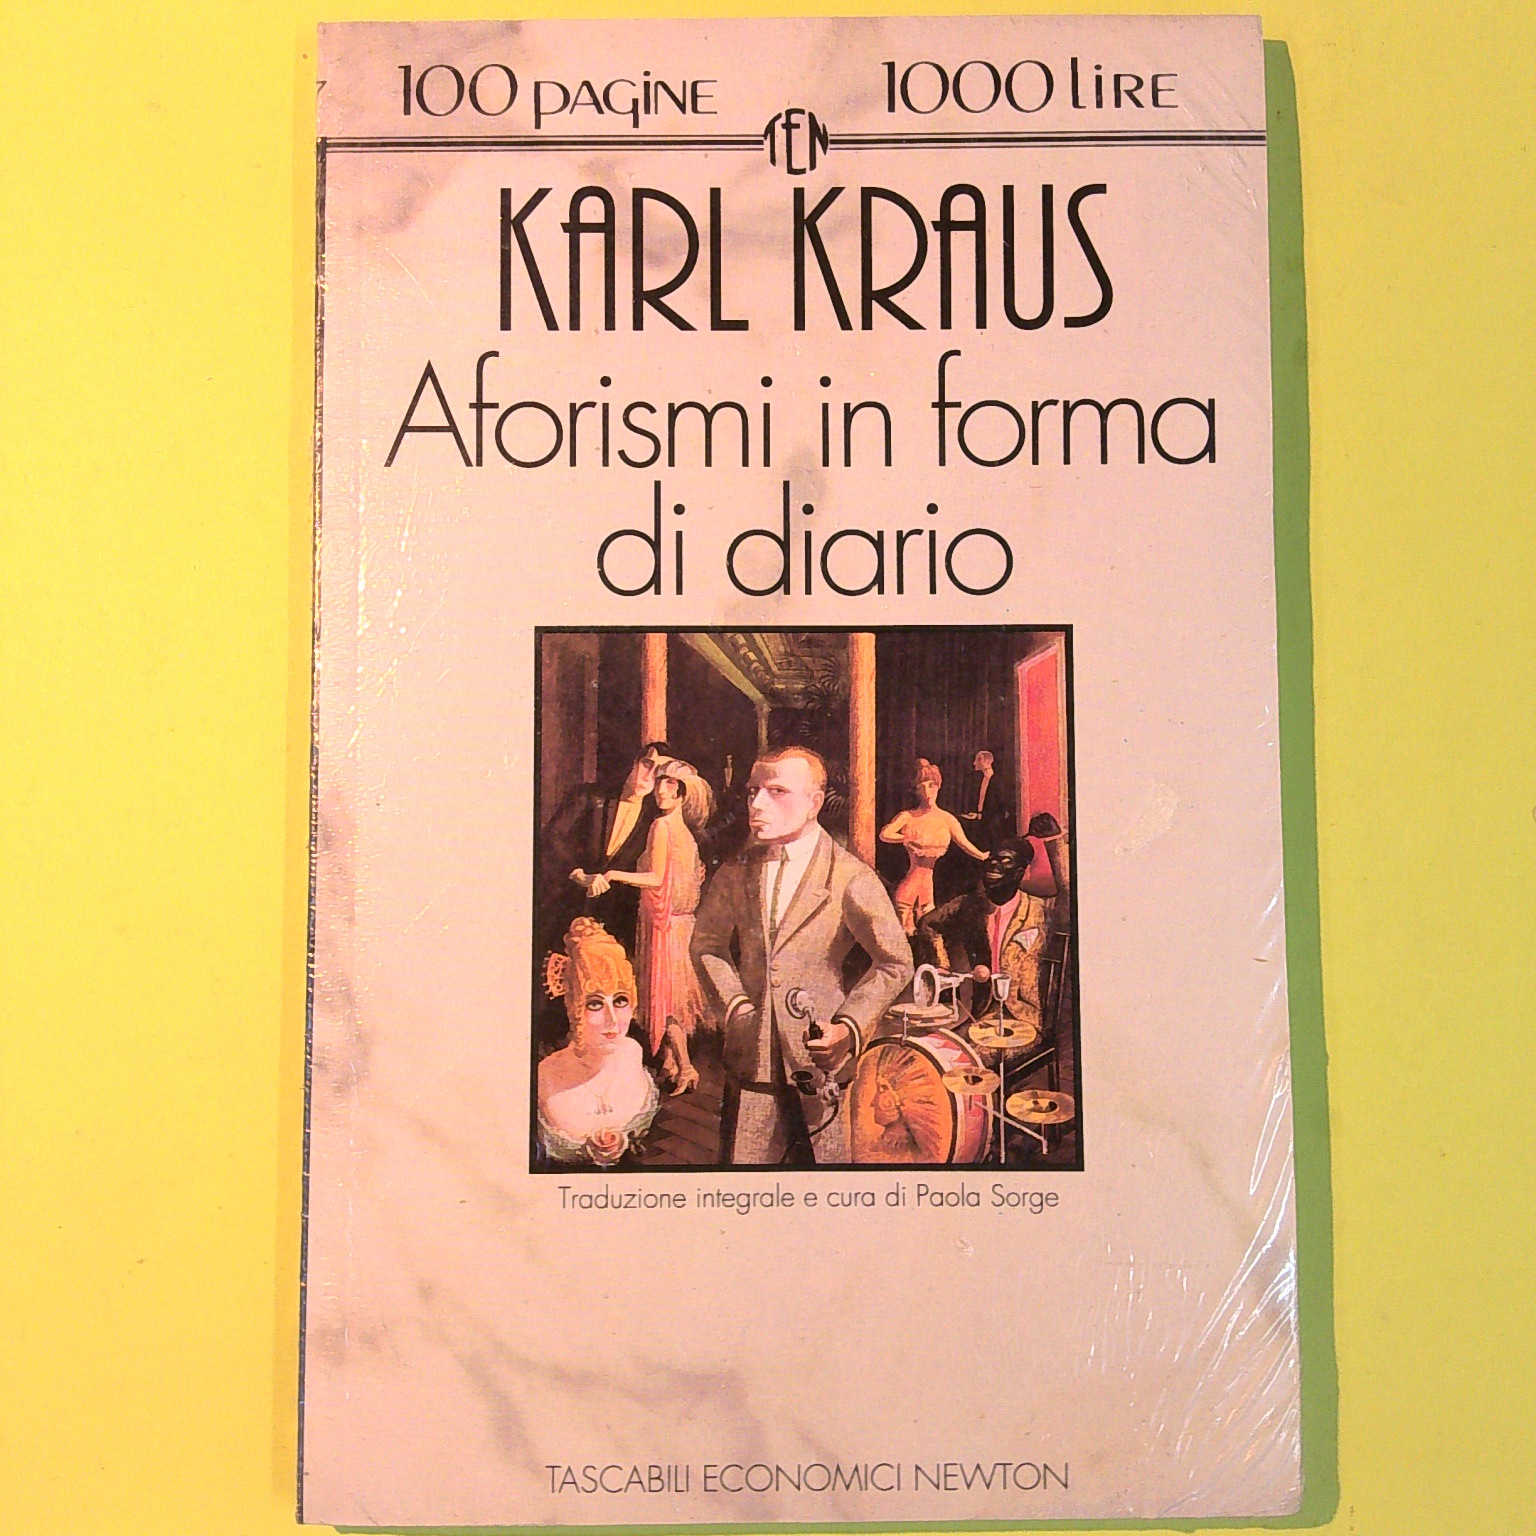 100 pagine 1000 lire
TEN
KARL KRAUS
Aforismi in forma
di diario
Traduzione integrale e cura di Paola Sorge
TASCABILI ECONOMICI NEWTON